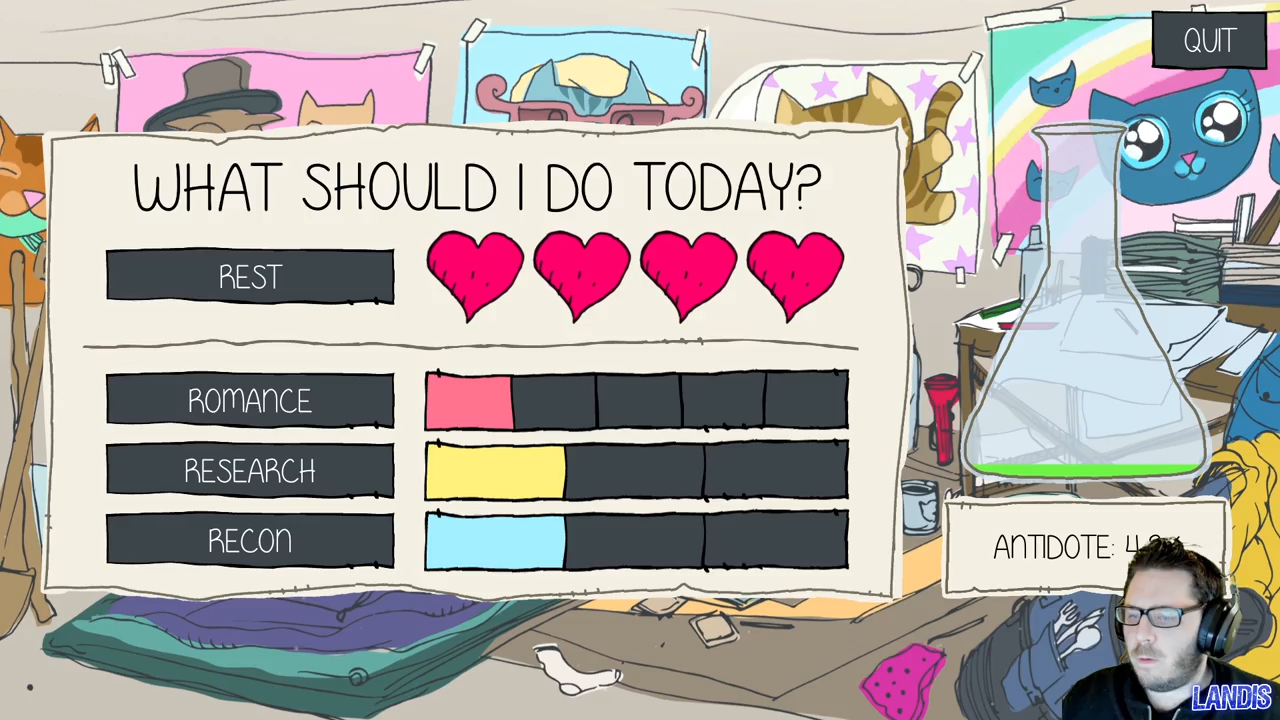 QUIT
WHAT SHOULD I DO TODAY?
REST
ROMANCE
RESEARCH
RECON
ANTIDOTE:
LANDIS